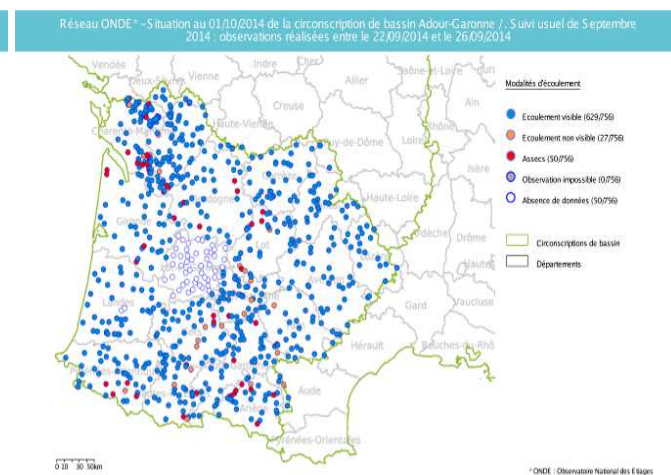 Réseau ONDE* - Situation au 01/10/2014 de la circonscription de bassin Adour-Garonne /. Suivi usuel de Septembre
2014 : observations réalisées entre le 22/09/2014 et le 26/09/2014
Vendée
Deux-Sèvres
Vienne
Indre
Cher
Allier
Saône-et-Loire
Ain
Creuse
Haute-Vienne
Charente-Maritime
Puy-de-Dôme
Loire
Rhône
Isère
Haute-Loire
Gironde
Lot
Ardèche
Drôme
Landes
Gard
Vaucluse
Hérault
Bouches-du-Rhô
Aude
Pyrénées-Orientales
Modalités d'écoulement
Ecoulement visible (629/756)
Ecoulement non visible (27/756)
Assecs (50/756)
Observation impossible (0/756)
Absence de données (50/756)
Circonscriptions de bassin
Départements
0 10 30 50km
* ONDE : Observatoire National des Etiages